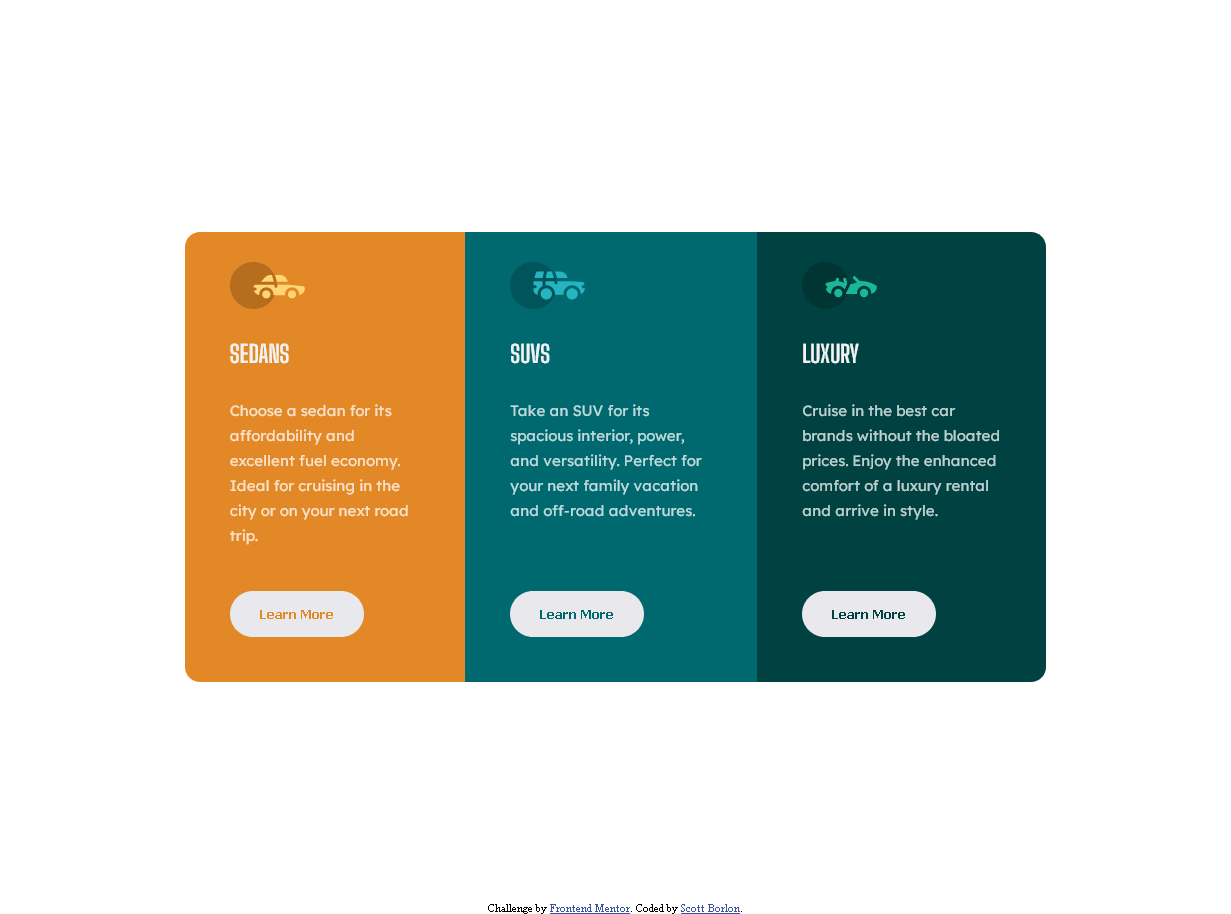 SEDANS
Choose a sedan for its
affordability and
excellent fuel economy.
Ideal for cruising in the
city or on your next road
trip.
Learn More
SUVS
Take an SUV for its
spacious interior, power,
and versatility. Perfect for
your next family vacation
and off-road adventures.
Learn More
LUXURY
Cruise in the best car
brands without the bloated
prices. Enjoy the enhanced
comfort of a luxury rental
and arrive in style.
Learn More
Challenge by Frontend Mentor. Coded by Scott Borlon.